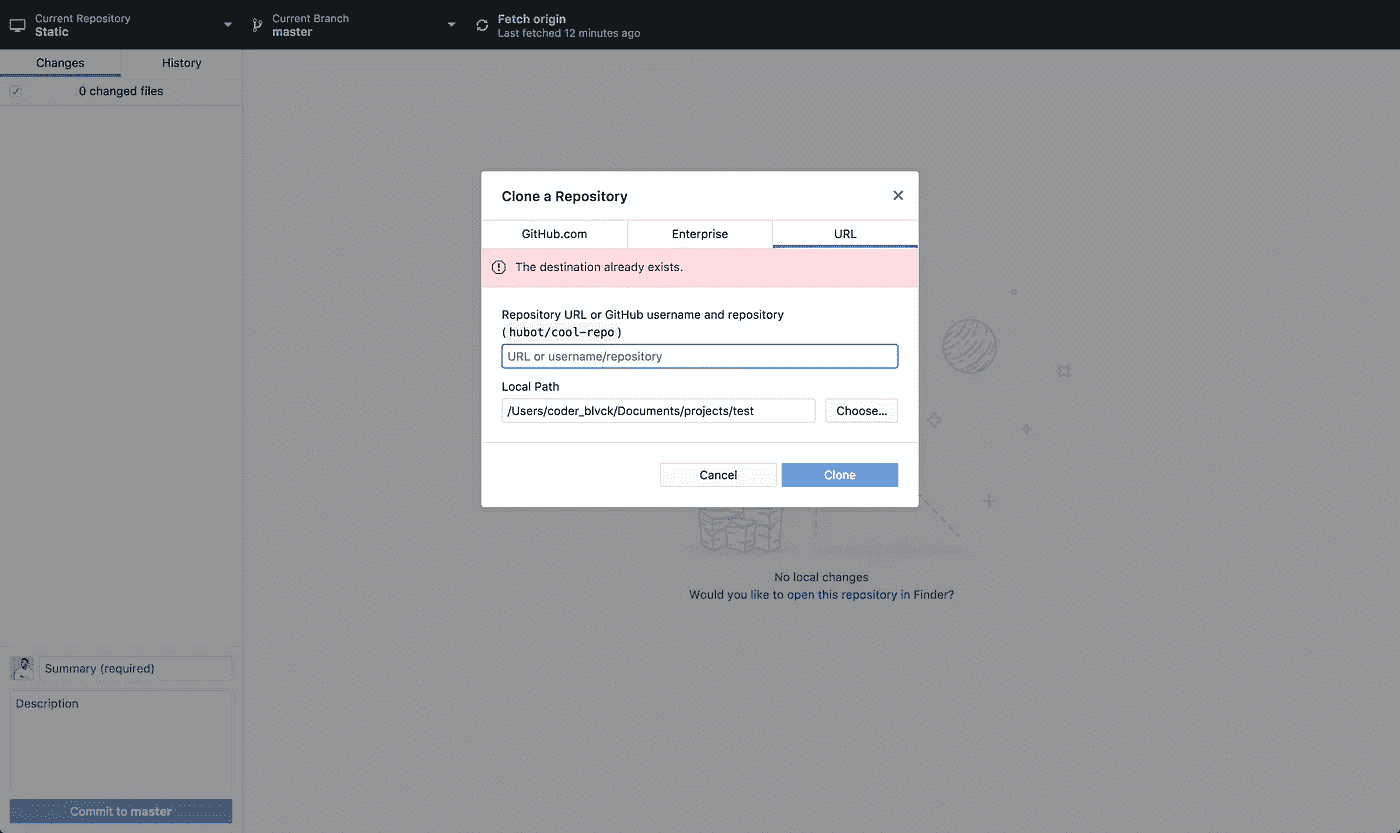 Current Repository
Static
Current Branch
master
Fetch origin
Last fetched 12 minutes ago
Changes
History
0 changed files
Clone a Repository
GitHub.com
Enterprise
URL
The destination already exists.
Repository URL or GitHub username and repository
(hubot/cool-repo)
URL or username/repository
Local Path
/Users/coder_blvck/Documents/projects/test
Choose...
Cancel
Clone
No local changes
Would you like to open this repository in Finder?
Summary (required)
Description
Commit to master